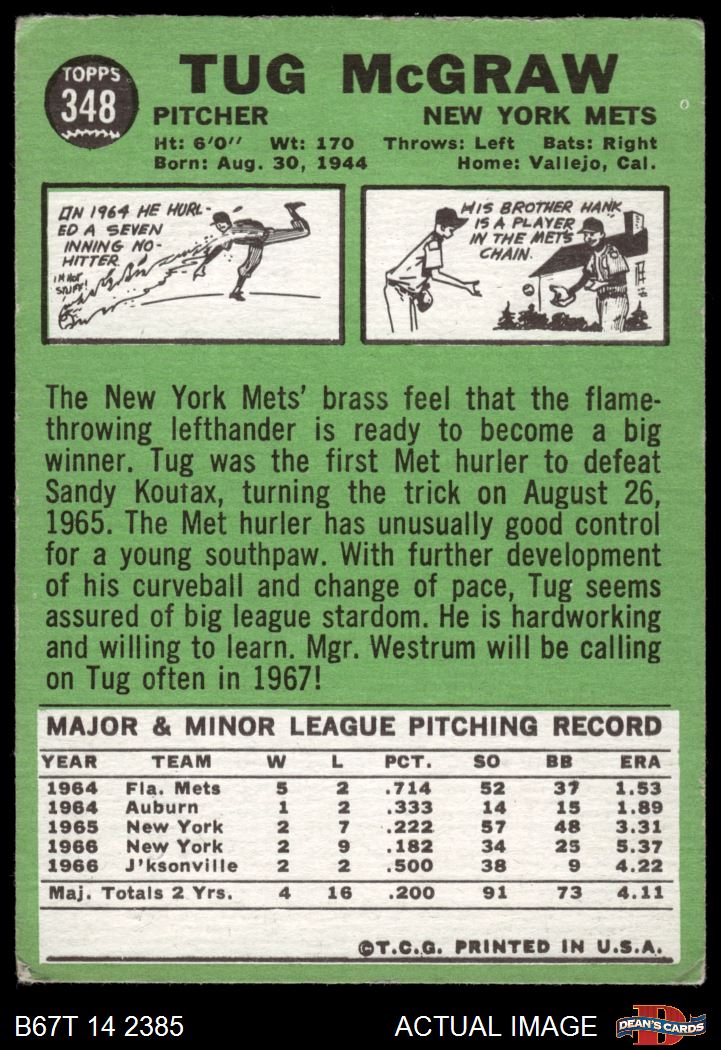 TOPPS
348
TUG McGRAW
PITCHER NEW YORK METS
Ht: 6'0'' Wt: 170 Throws: Left Bats: Right
Born: Aug. 30, 1944 Home: Vallejo, Cal.
IN 1964 HE HURL-
ED A SEVEN
INNING NO-
HITTER.
I'M HOT
STUFF!
HIS BROTHER HANK
IS A PLAYER
IN THE METS
CHAIN.
The New York Mets' brass feel that the flame-
throwing lefthander is ready to become a big
winner. Tug was the first Met hurler to defeat
Sandy Koufax, turning the trick on August 26,
1965. The Met hurler has unusually good control
for a young southpaw. With further development
of his curveball and change of pace, Tug seems
assured of big league stardom. He is hardworking
and willing to learn. Mgr. Westrum will be calling
on Tug often in 1967!
MAJOR & MINOR LEAGUE PITCHING RECORD
YEAR TEAM W L PCT. SO BB ERA
1964 Fla. Mets 5 2 .714 52 37 1.53
1964 Auburn 1 2 .333 14 15 1.89
1965 New York 2 7 .222 57 48 3.31
1966 New York 2 9 .182 34 25 5.37
1966 J'ksonville 2 2 .500 38 9 4.22
Maj. Totals 2 Yrs. 4 16 .200 91 73 4.11
©T.C.G. PRINTED IN U.S.A.
B67T 14 2385 ACTUAL IMAGE
DEAN'S CARDS